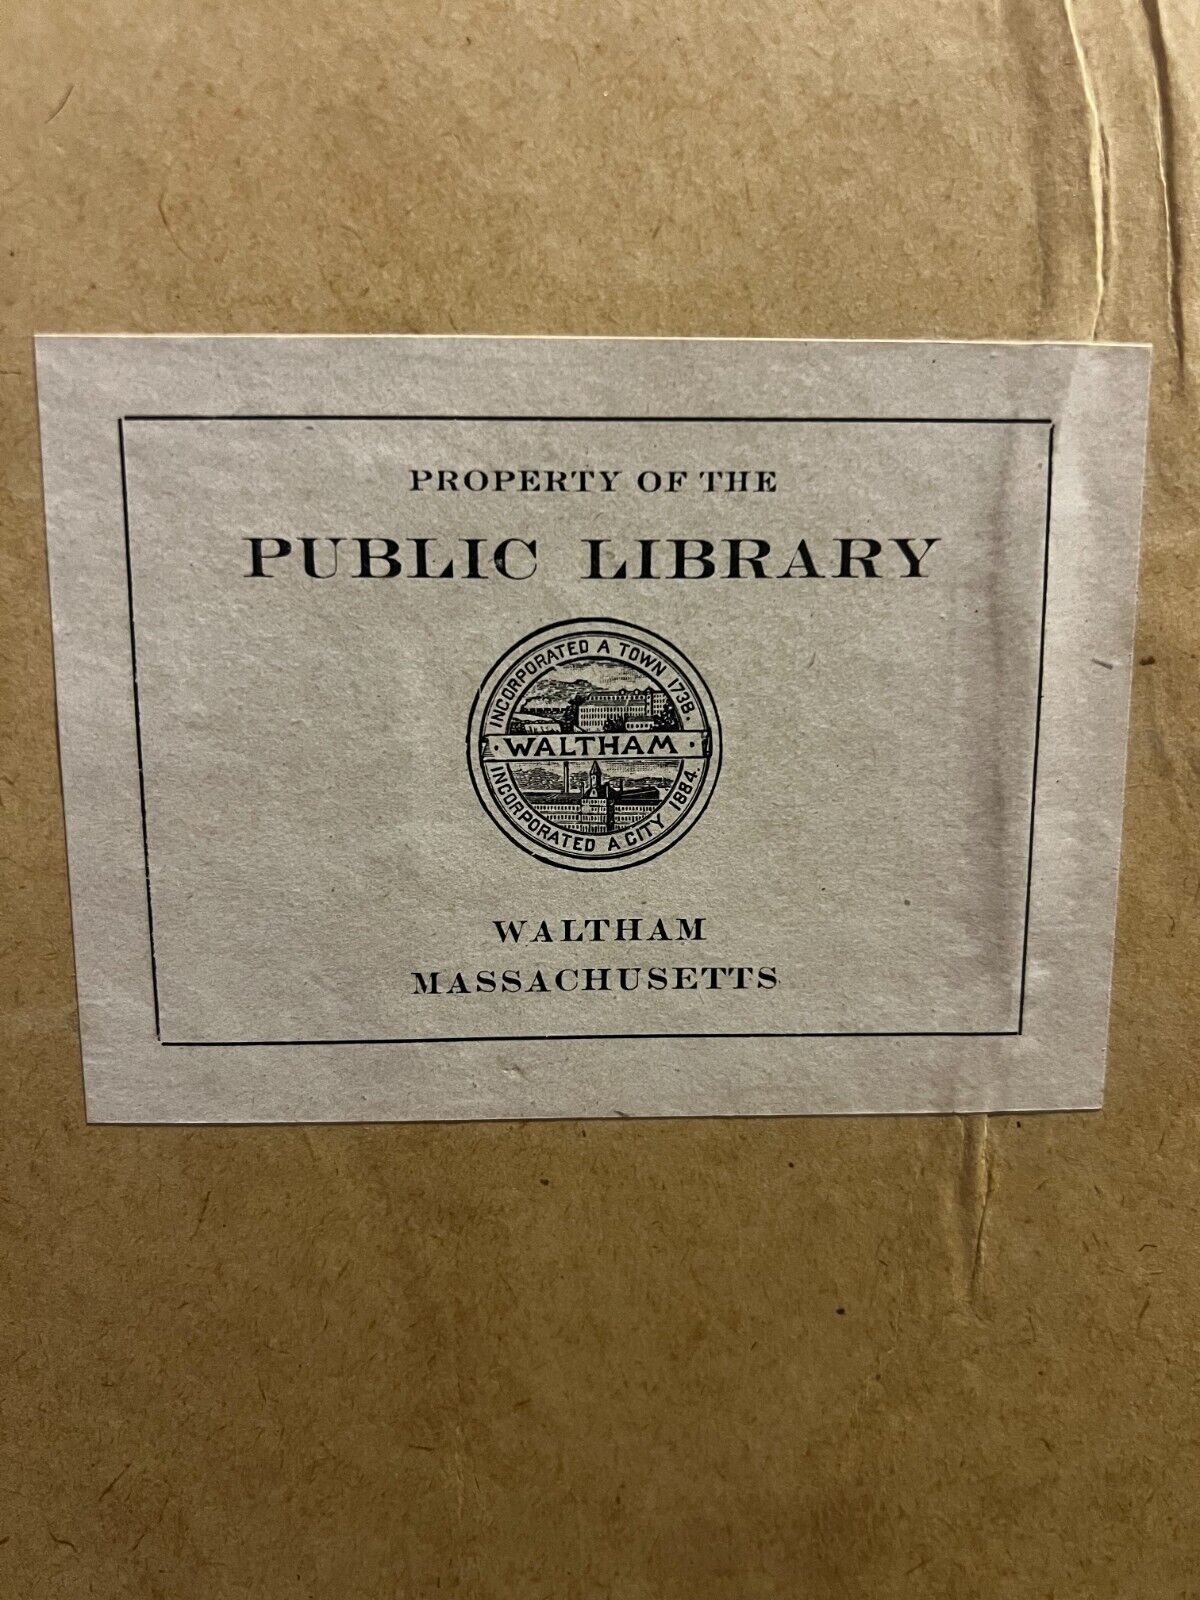 PROPERTY OF THE
PUBLIC LIBRARY
INCORPORATED A TOWN 1738.
· WALTHAM ·
INCORPORATED A CITY 1884.
WALTHAM
MASSACHUSETTS